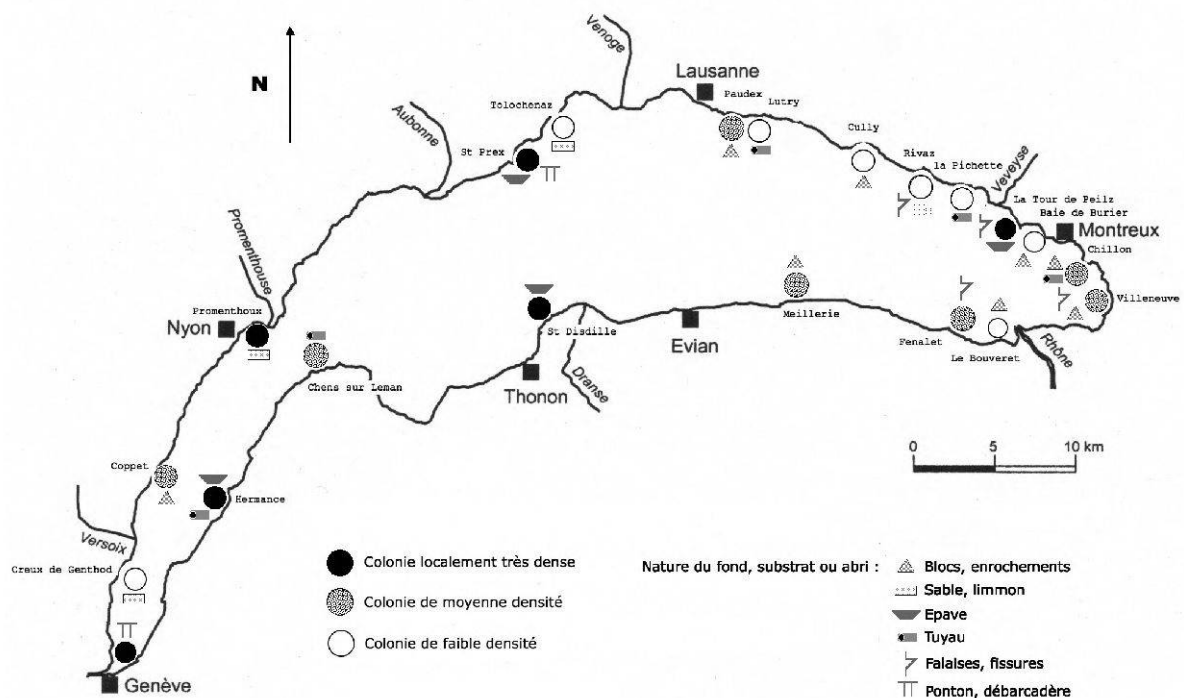 N
Venoge
Lausanne
Paudex
Lutry
Tolochenaz
Aubonne
St Prex
Cully
Rivaz
la Pichette
Veveyse
La Tour de Peilz
Baie de Burier
Montreux
Chillon
Villeneuve
Promenthouse
Promenthoux
Nyon
St Disdille
Meillerie
Evian
Fenalet
Le Bouveret
Rhône
Chens sur Leman
Thonon
Dranse
0 5 10 km
Coppet
Hermance
Versoix
Creux de Genthod
Genève
Colonie localement très dense
Colonie de moyenne densité
Colonie de faible densité
Nature du fond, substrat ou abri :
Blocs, enrochements
Sable, limmon
Epave
Tuyau
Falaises, fissures
Ponton, débarcadère